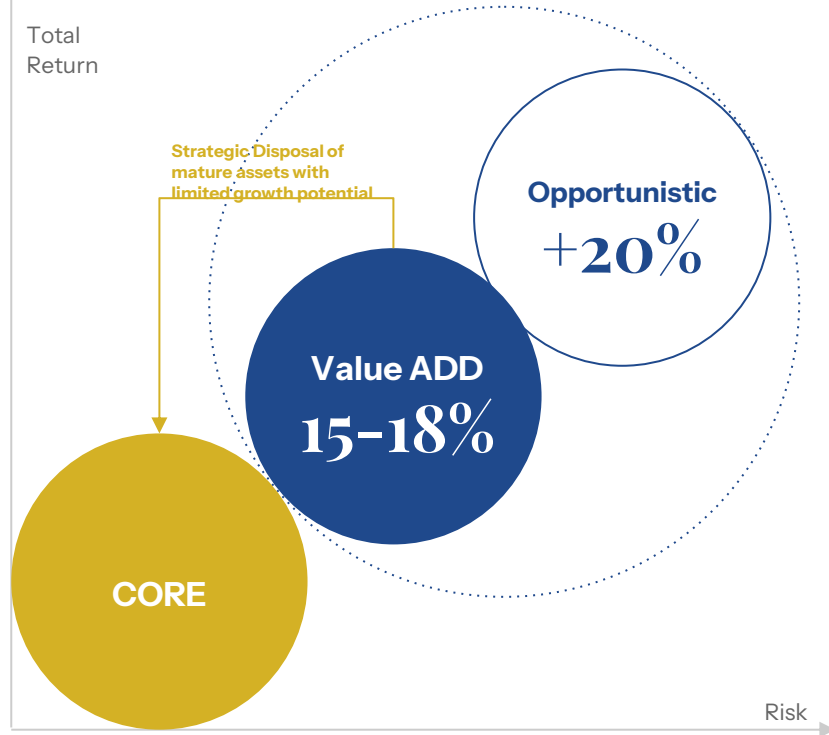 Total
Return
Strategic Disposal of
mature assets with
limited growth potential
Opportunistic
+20%
Value ADD
15-18%
CORE
Risk